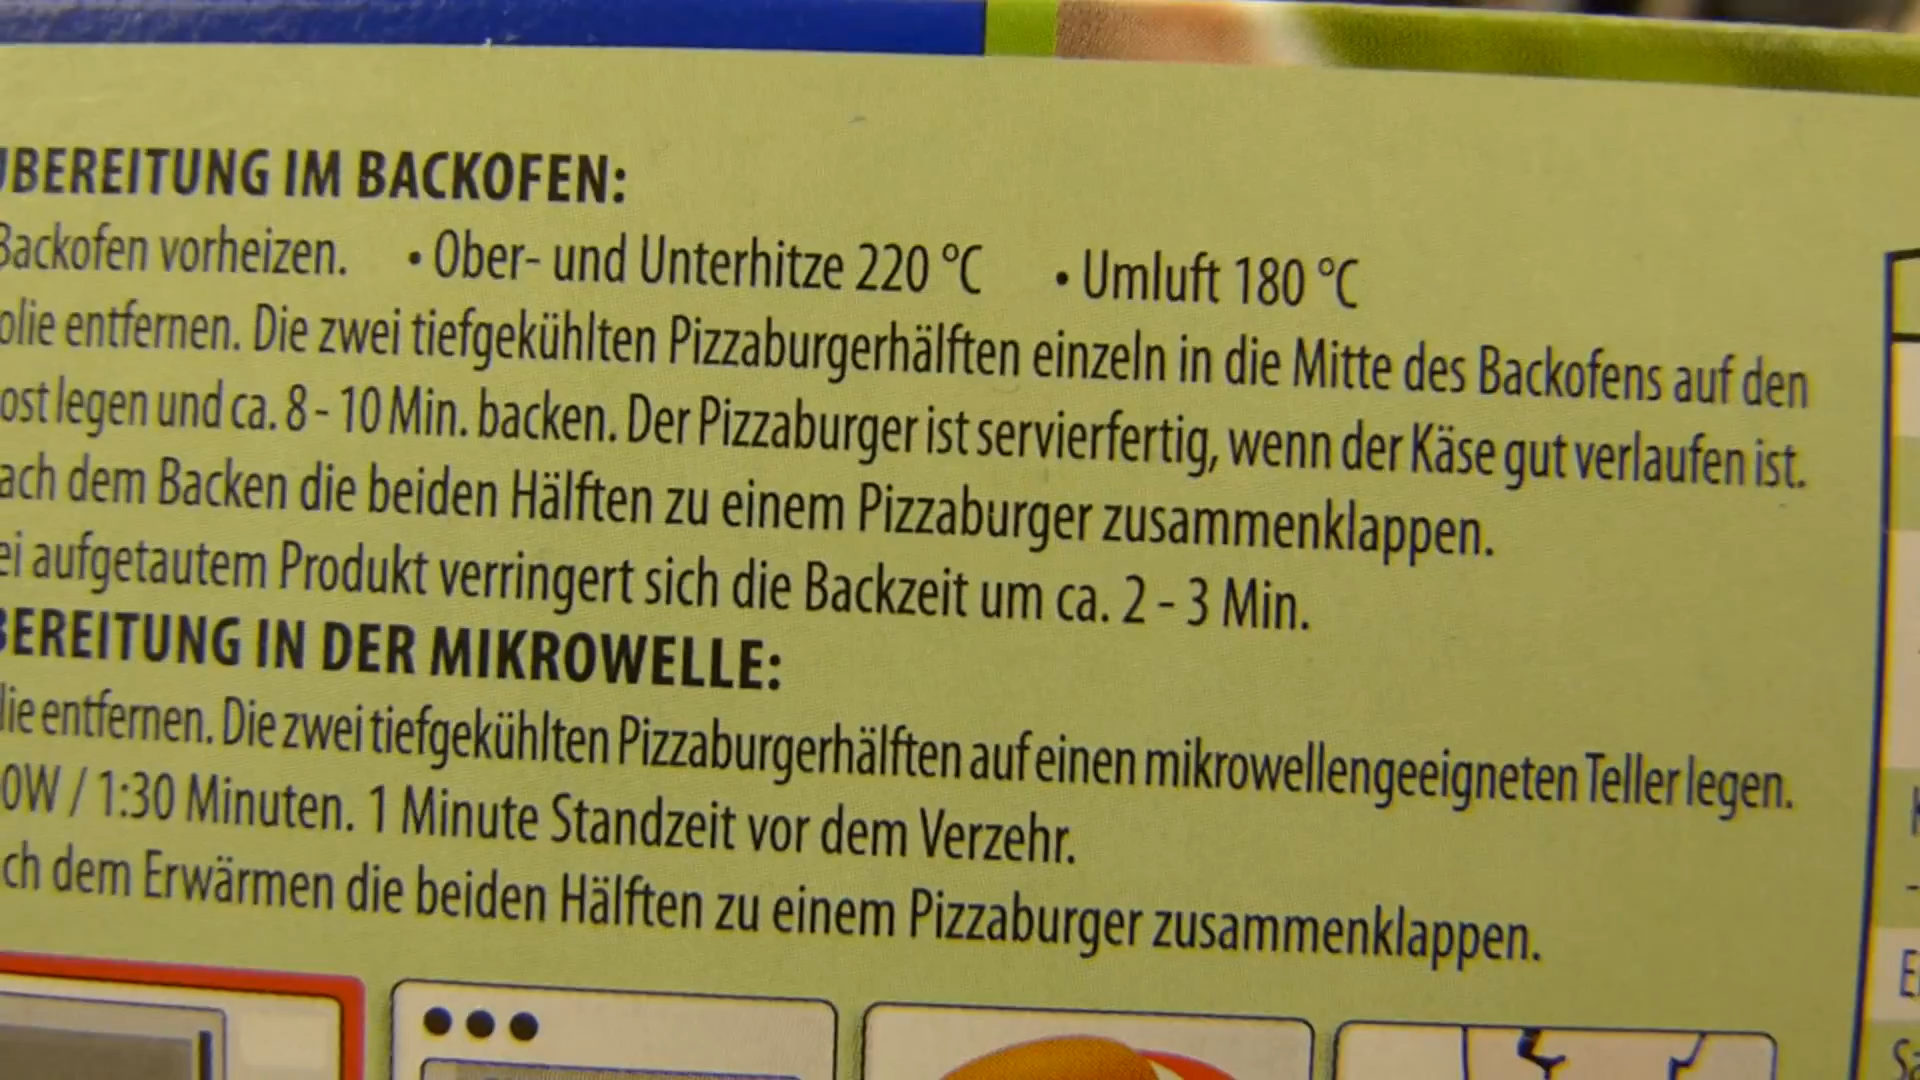 BEREITUNG IM BACKOFEN:
Backofen vorheizen. • Ober- und Unterhitze 220 °C • Umluft 180 °C
olie entfernen. Die zwei tiefgekühlten Pizzaburgerhälften einzeln in die Mitte des Backofens auf den
ost legen und ca. 8 - 10 Min. backen. Der Pizzaburger ist servierfertig, wenn der Käse gut verlaufen ist.
ach dem Backen die beiden Hälften zu einem Pizzaburger zusammenklappen.
ei aufgetautem Produkt verringert sich die Backzeit um ca. 2 - 3 Min.
BEREITUNG IN DER MIKROWELLE:
lie entfernen. Die zwei tiefgekühlten Pizzaburgerhälften auf einen mikrowellengeeigneten Teller legen.
0W / 1:30 Minuten. 1 Minute Standzeit vor dem Verzehr.
ch dem Erwärmen die beiden Hälften zu einem Pizzaburger zusammenklappen.